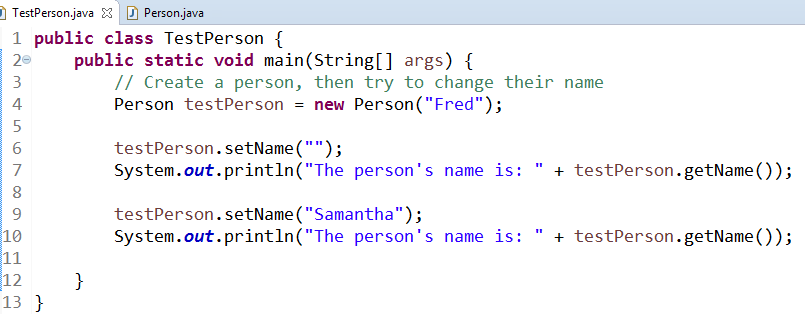 TestPerson.java Person.java
1 public class TestPerson {
2 public static void main(String[] args) {
3 // Create a person, then try to change their name
4 Person testPerson = new Person("Fred");
5
6 testPerson.setName("");
7 System.out.println("The person's name is: " + testPerson.getName());
8
9 testPerson.setName("Samantha");
10 System.out.println("The person's name is: " + testPerson.getName());
11
12 }
13 }